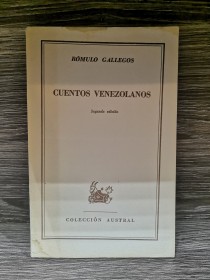 RÓMULO GALLEGOS
CUENTOS VENEZOLANOS
Segunda edición
COLECCIÓN AUSTRAL